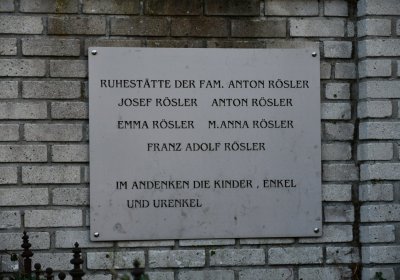 RUHESTÄTTE DER FAM. ANTON RÖSLER
JOSEF RÖSLER ANTON RÖSLER
EMMA RÖSLER M.ANNA RÖSLER
FRANZ ADOLF RÖSLER
IM ANDENKEN DIE KINDER , ENKEL
UND URENKEL